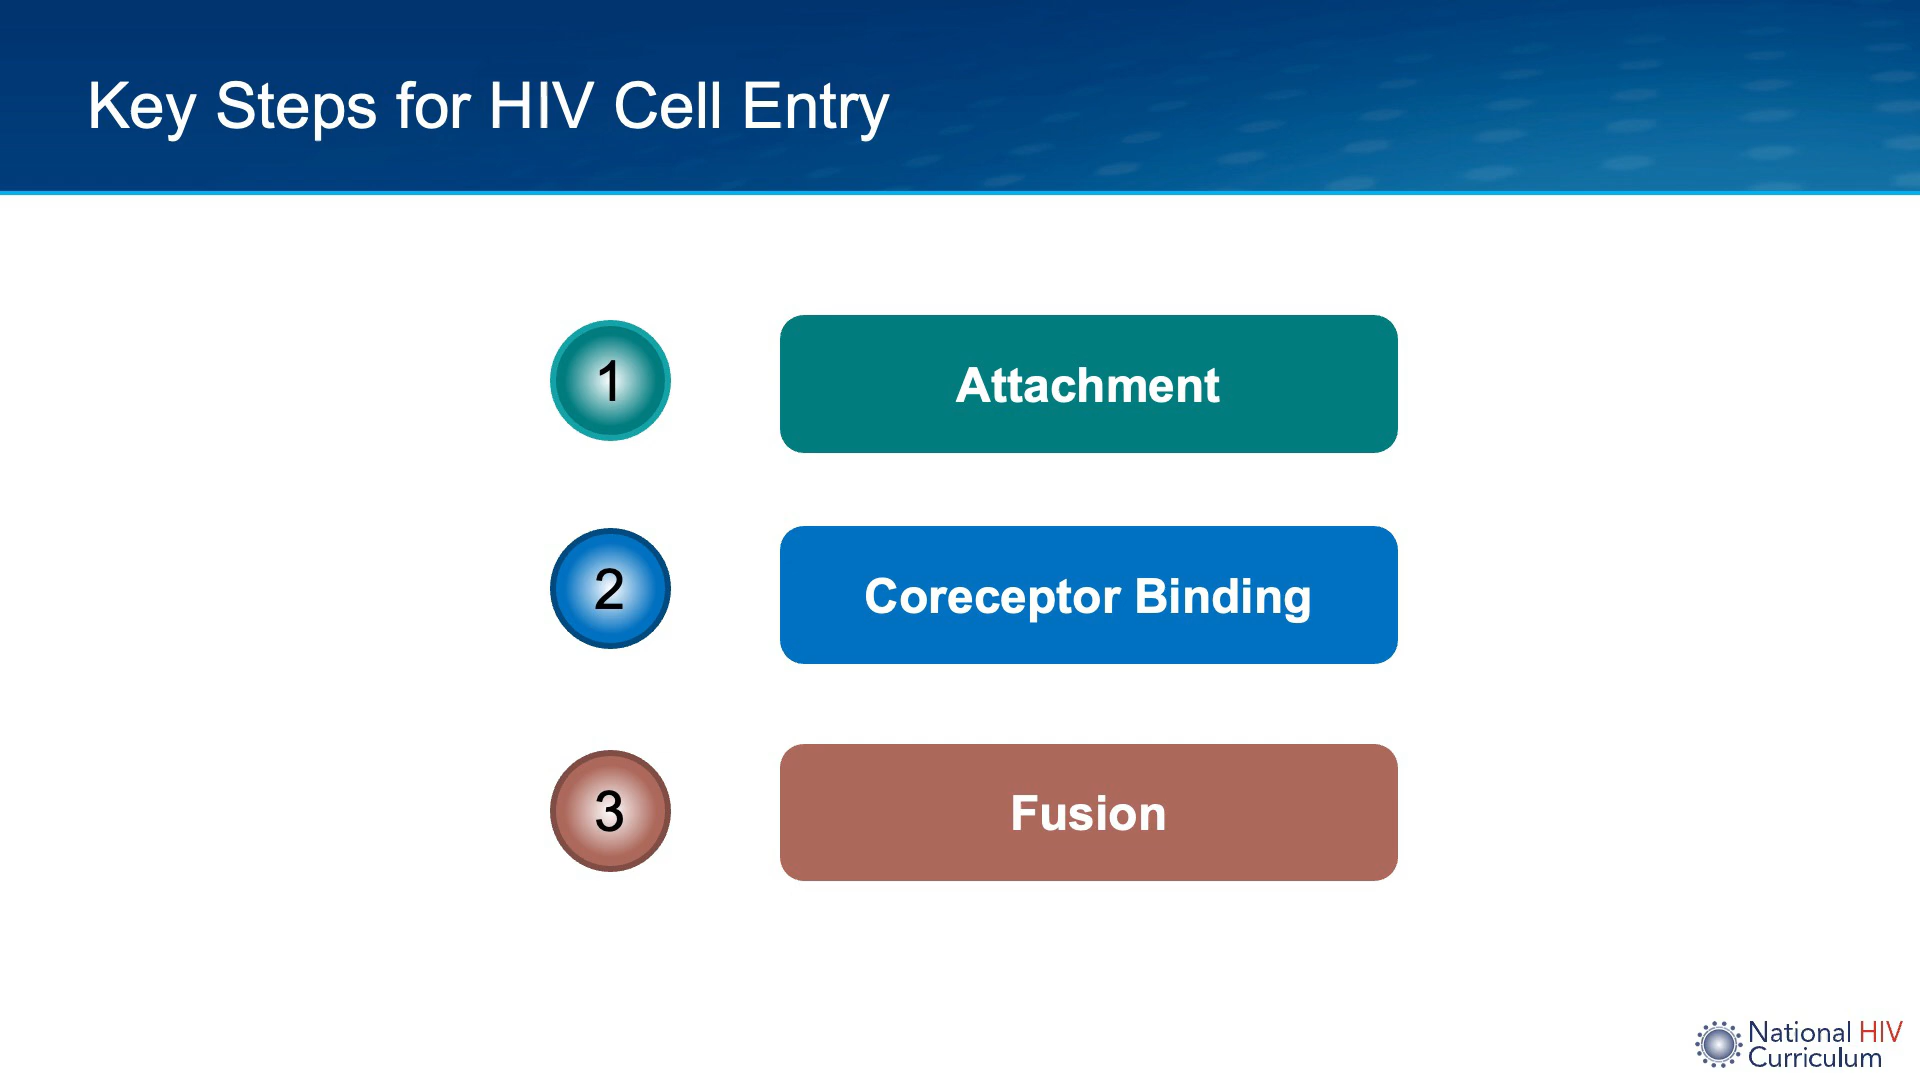 Key Steps for HIV Cell Entry
1
Attachment
2
Coreceptor Binding
3
Fusion
National HIV
Curriculum